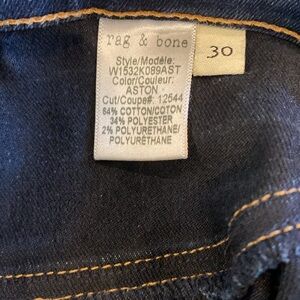 rag & bone
30
Style/Modèle:
W1532K089AST
Color/Couleur:
ASTON
Cut/Coupe#: 12544
64% COTTON/COTON
34% POLYESTER
2% POLYURETHANE/
POLYURÉTHANE